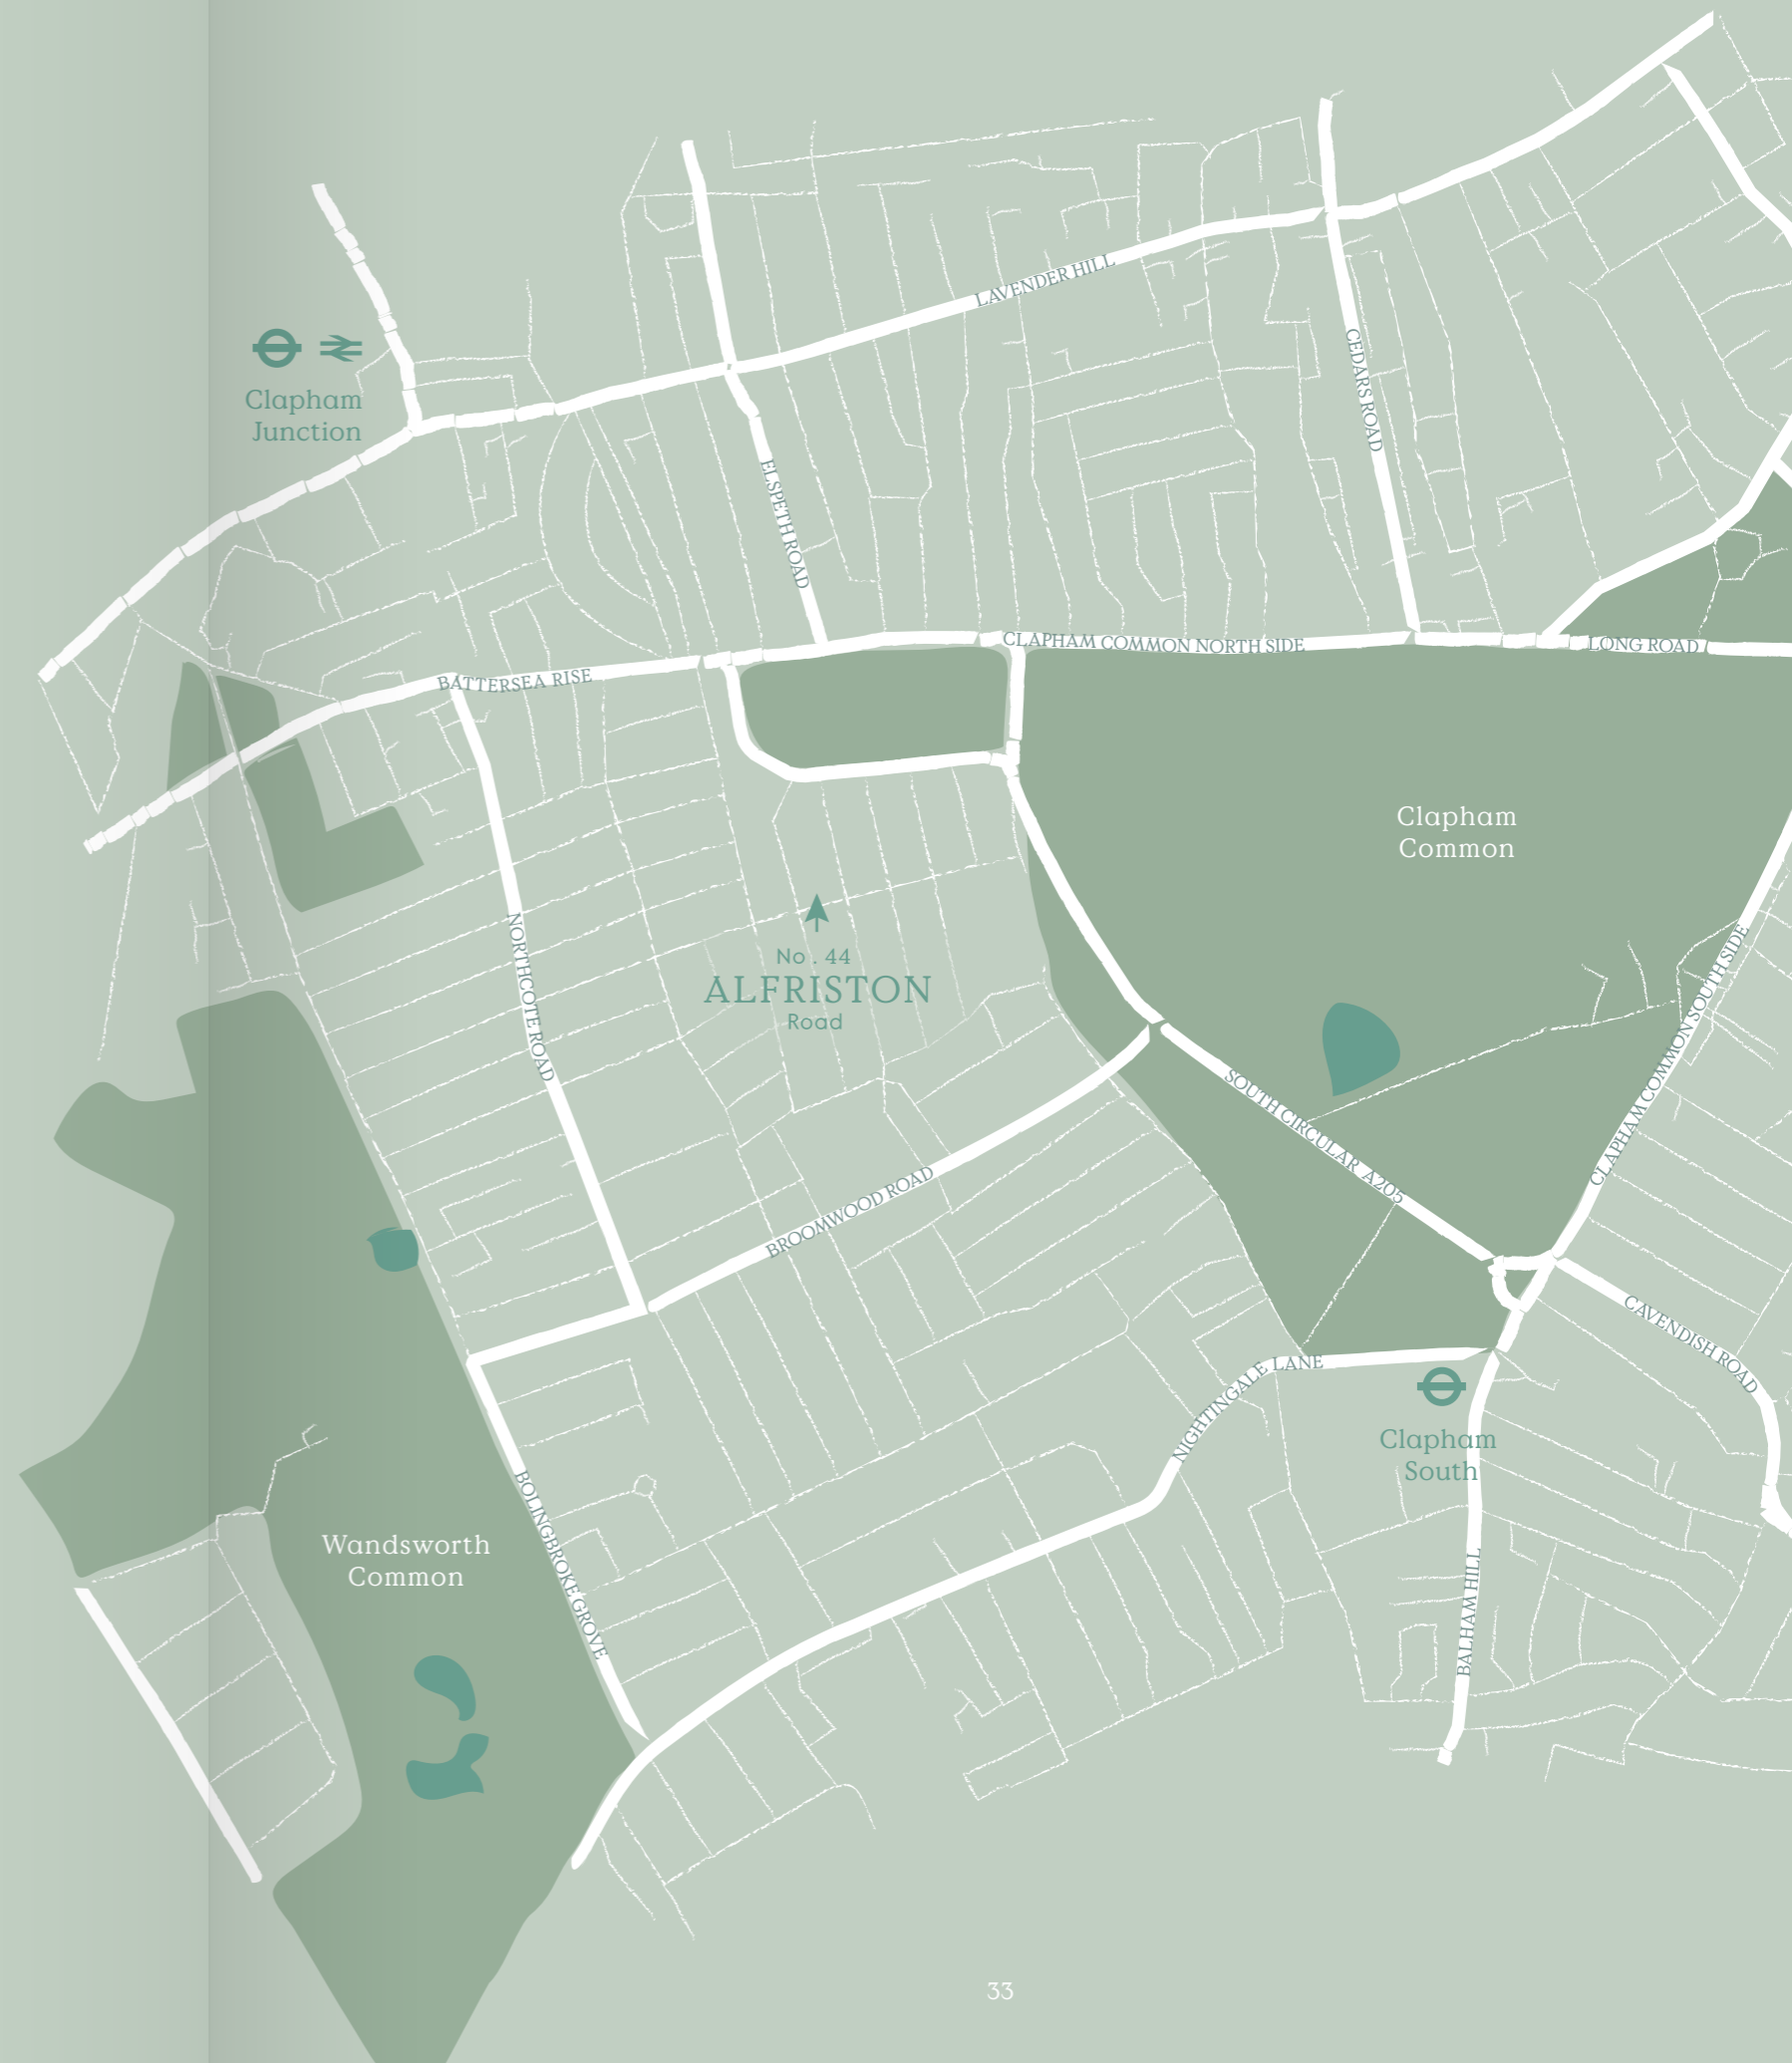 LAVENDER HILL
CEDARS ROAD
Clapham
Junction
ELSPETH ROAD
CLAPHAM COMMON NORTH SIDE
LONG ROAD
BATTERSEA RISE
Clapham
Common
NORTHCOTE ROAD
No . 44
ALFRISTON
Road
CLAPHAM COMMON SOUTH SIDE
SOUTH CIRCULAR A205
BROOMWOOD ROAD
CAVENDISH ROAD
NIGHTINGALE LANE
Clapham
South
BOLINGBROKE GROVE
Wandsworth
Common
BALHAM HILL
33